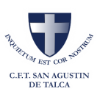 INQUIETUM EST COR NOSTRUM
C.F.T. SAN AGUSTIN
DE TALCA